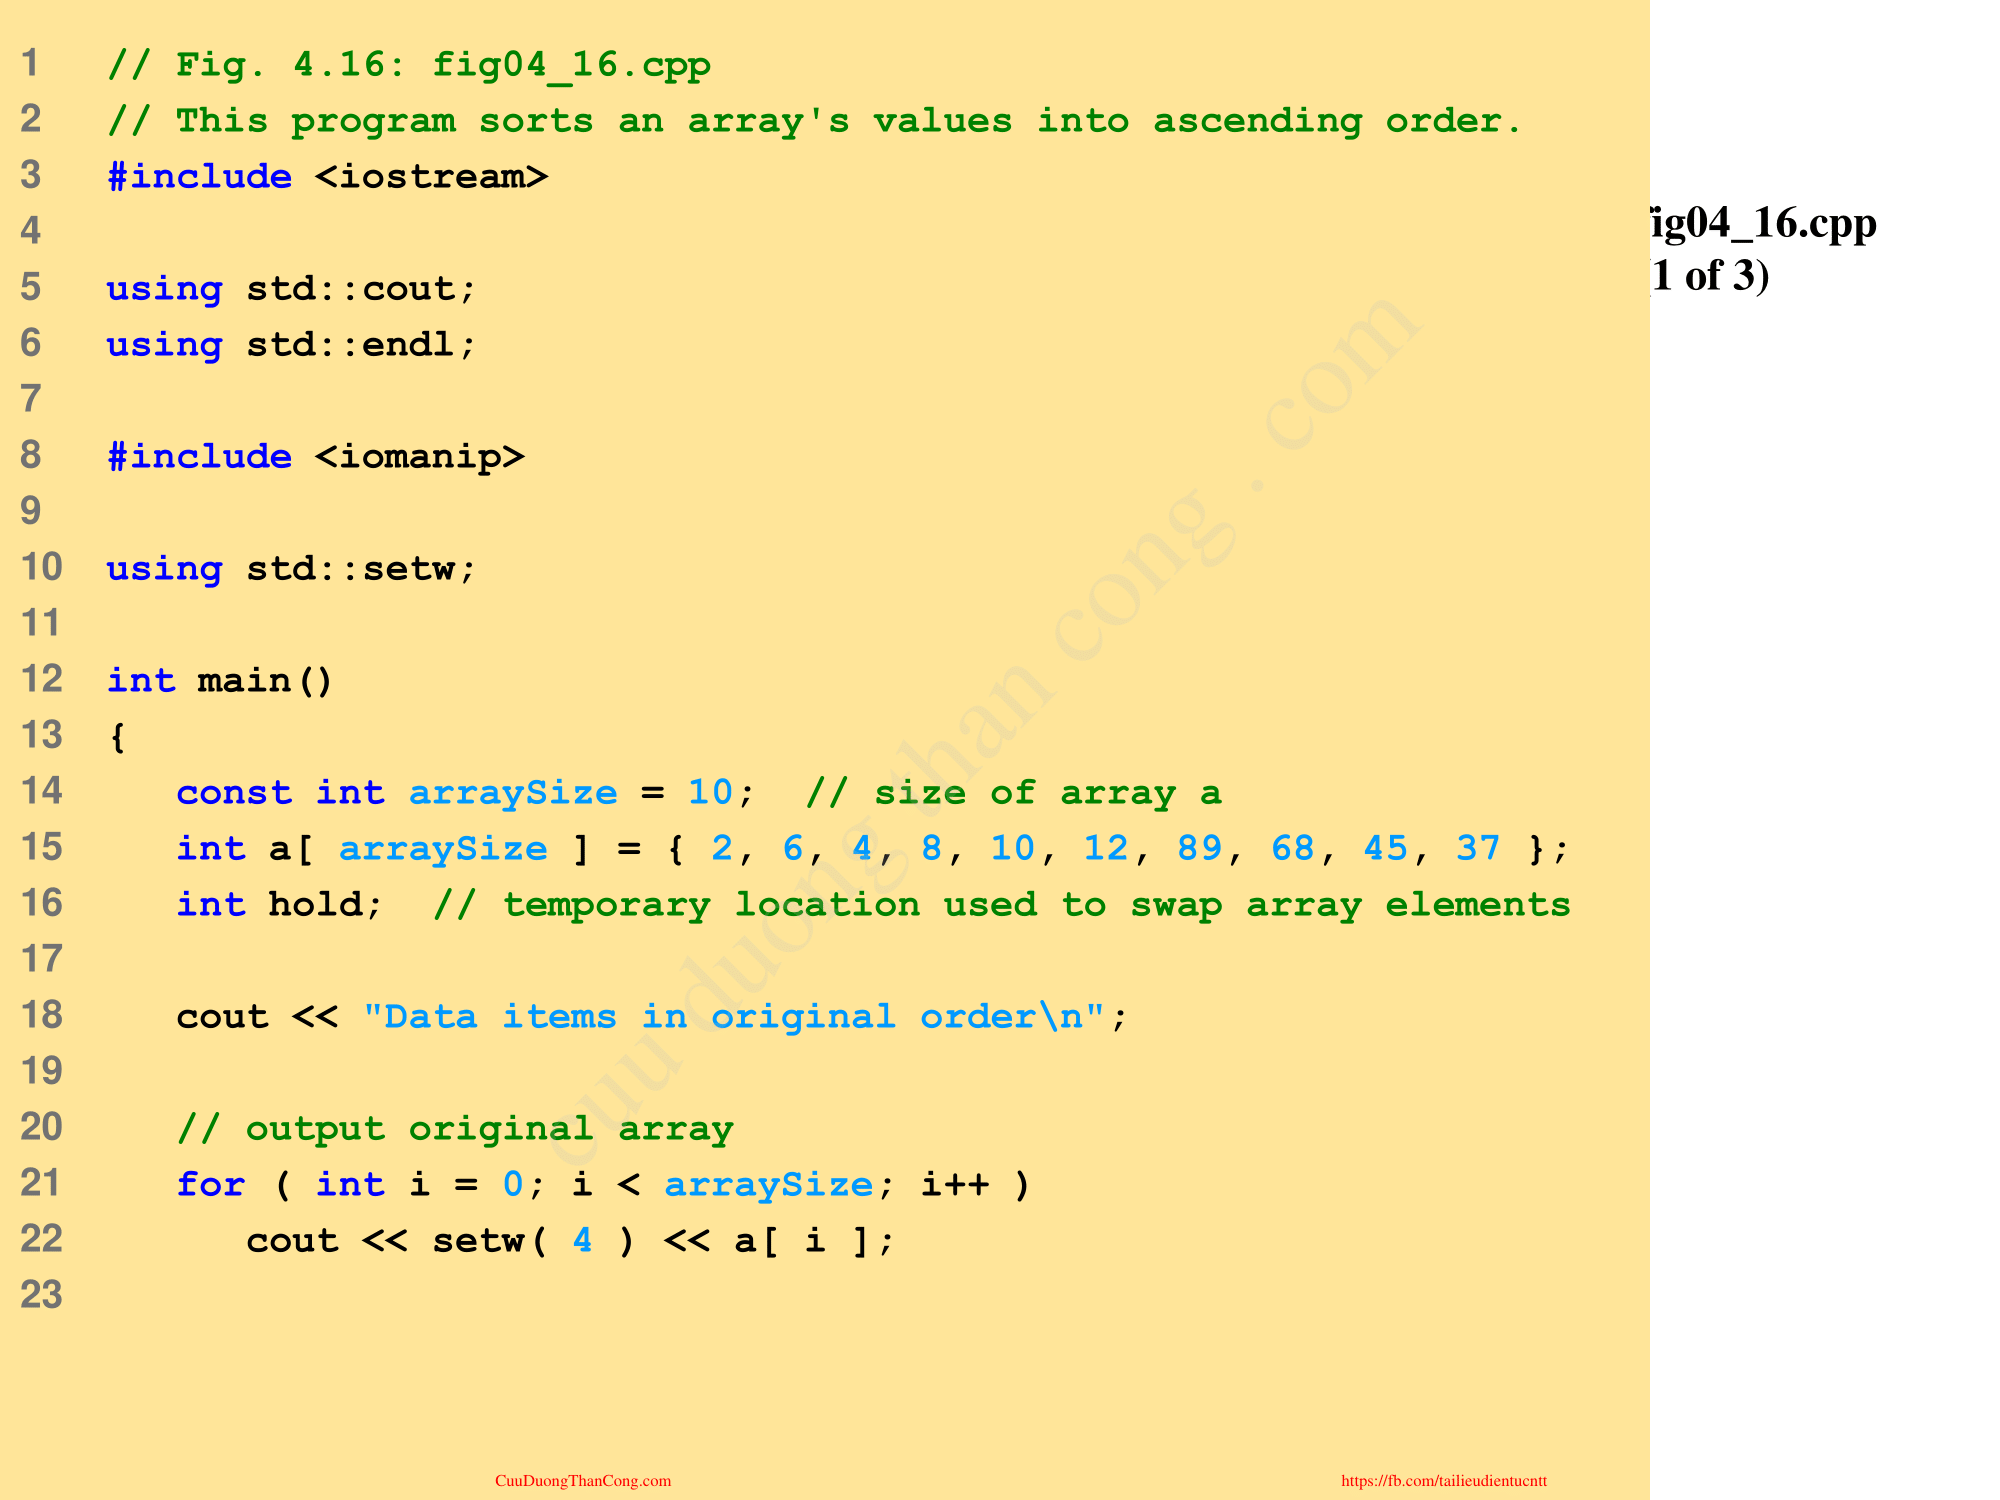 1 // Fig. 4.16: fig04_16.cpp
2 // This program sorts an array's values into ascending order.
3 #include <iostream>
4
5 using std::cout;
6 using std::endl;
7
8 #include <iomanip>
9
10 using std::setw;
11
12 int main()
13 {
14    const int arraySize = 10;  // size of array a
15    int a[ arraySize ] = { 2, 6, 4, 8, 10, 12, 89, 68, 45, 37 };
16    int hold;  // temporary location used to swap array elements
17
18    cout << "Data items in original order\n";
19
20    // output original array
21    for ( int i = 0; i < arraySize; i++ )
22       cout << setw( 4 ) << a[ i ];
23
fig04_16.cpp
(1 of 3)
cuu duong than cong . com
CuuDuongThanCong.com
https://fb.com/tailieudientucntt